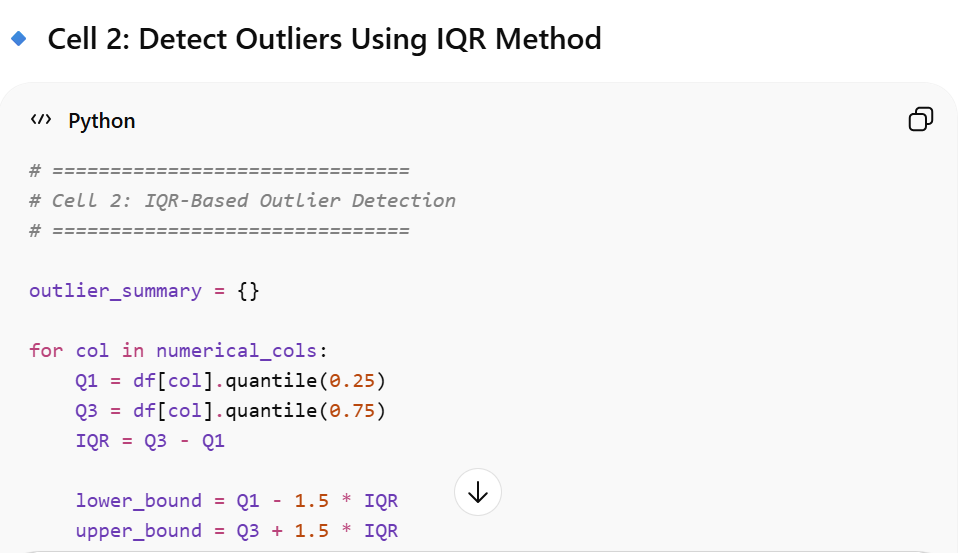 Cell 2: Detect Outliers Using IQR Method
</> Python
# ===============================
# Cell 2: IQR-Based Outlier Detection
# ===============================
outlier_summary = {}
for col in numerical_cols:
    Q1 = df[col].quantile(0.25)
    Q3 = df[col].quantile(0.75)
    IQR = Q3 - Q1
    lower_bound = Q1 - 1.5 * IQR
    upper_bound = Q3 + 1.5 * IQR